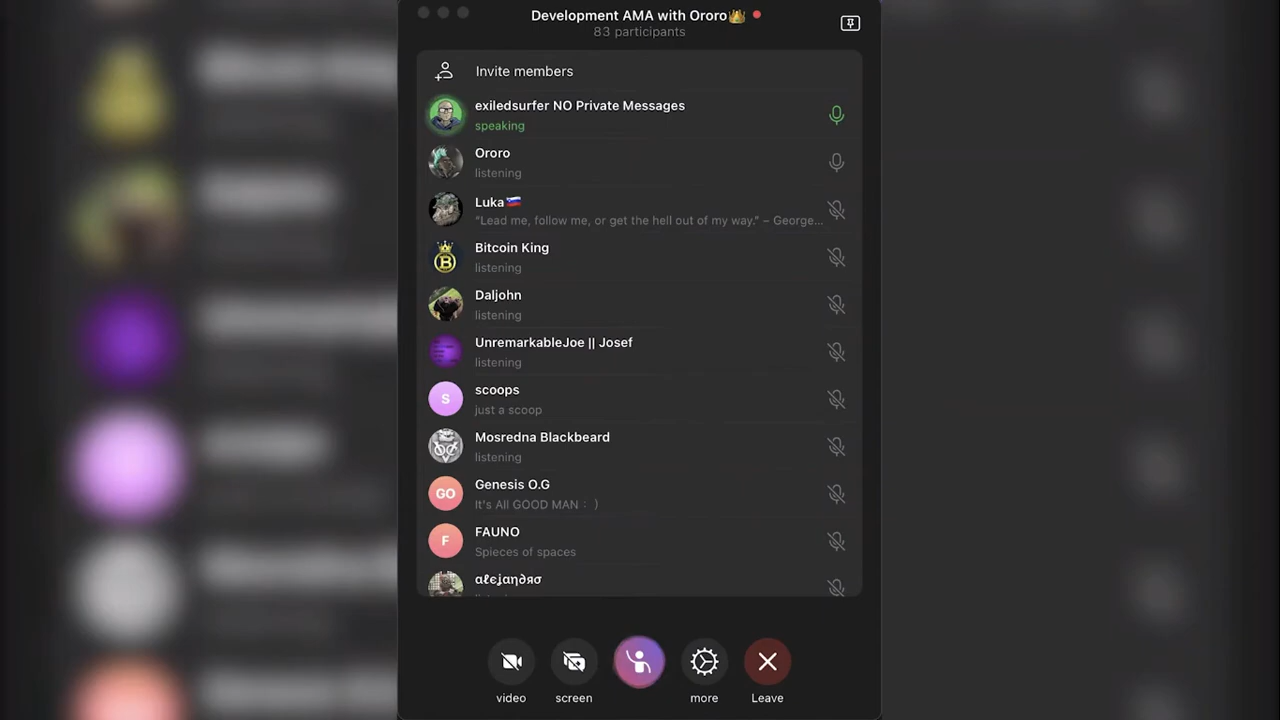 Development AMA with Ororo👑
83 participants
Invite members
exiledsurfer NO Private Messages
speaking
Ororo
listening
Luka🇸🇮
"Lead me, follow me, or get the hell out of my way." – George...
Bitcoin King
listening
Daljohn
listening
UnremarkableJoe || Josef
listening
S
scoops
just a scoop
Mosredna Blackbeard
listening
GO
Genesis O.G
It's All GOOD MAN :  )
F
FAUNO
Spieces of spaces
αℓєʝαη∂яσ
video
screen
more
Leave